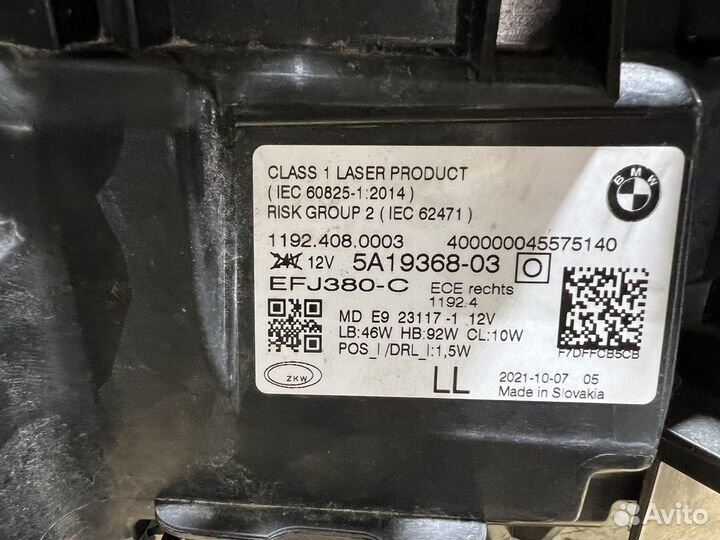 CLASS 1 LASER PRODUCT
( IEC 60825-1:2014 )
RISK GROUP 2 ( IEC 62471 )
BMW
1192.408.0003 400000045575140
24V 12V 5A19368-03
EFJ380-C ECE rechts
1192.4
MD E9 23117 -1 12V
LB:46W HB:92W CL:10W
POS_I /DRL_I:1,5W
F7DFFCB5CB
ZKW
LL
2021-10-07 05
Made in Slovakia
Avito